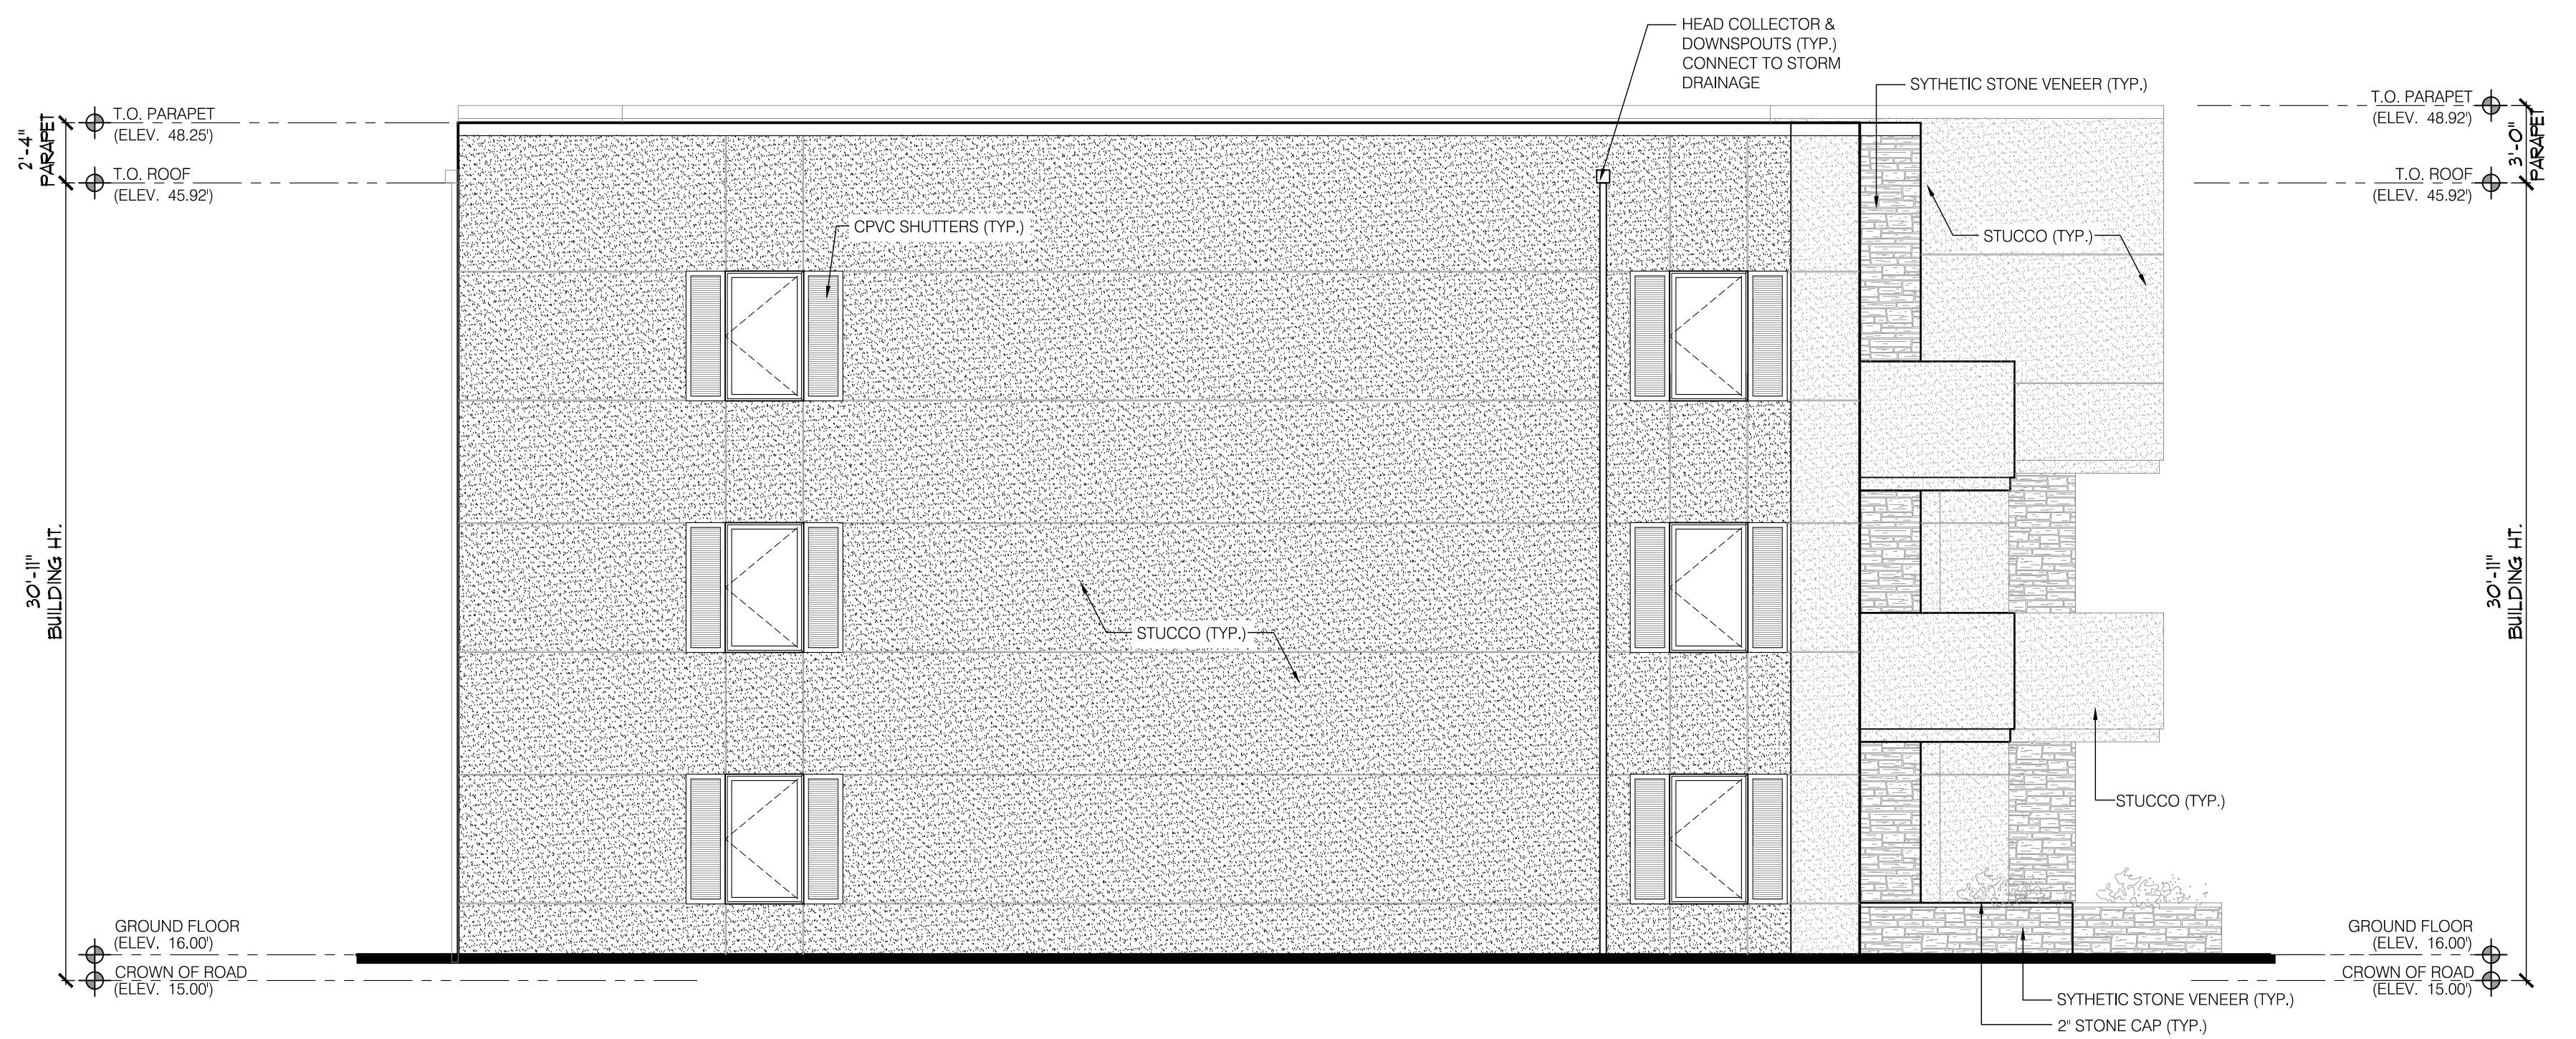 HEAD COLLECTOR &
DOWNSPOUTS (TYP.)
CONNECT TO STORM
DRAINAGE
SYTHETIC STONE VENEER (TYP.)
T.O. PARAPET
(ELEV. 48.25')
2'-4"
PARAPET
T.O. ROOF
(ELEV. 45.92')
T.O. PARAPET
(ELEV. 48.92')
3'-0"
PARAPET
T.O. ROOF
(ELEV. 45.92')
CPVC SHUTTERS (TYP.)
STUCCO (TYP.)
30'-11"
BUILDING HT.
30'-11"
BUILDING HT.
STUCCO (TYP.)
STUCCO (TYP.)
GROUND FLOOR
(ELEV. 16.00')
CROWN OF ROAD
(ELEV. 15.00')
GROUND FLOOR
(ELEV. 16.00')
CROWN OF ROAD
(ELEV. 15.00')
SYTHETIC STONE VENEER (TYP.)
2" STONE CAP (TYP.)